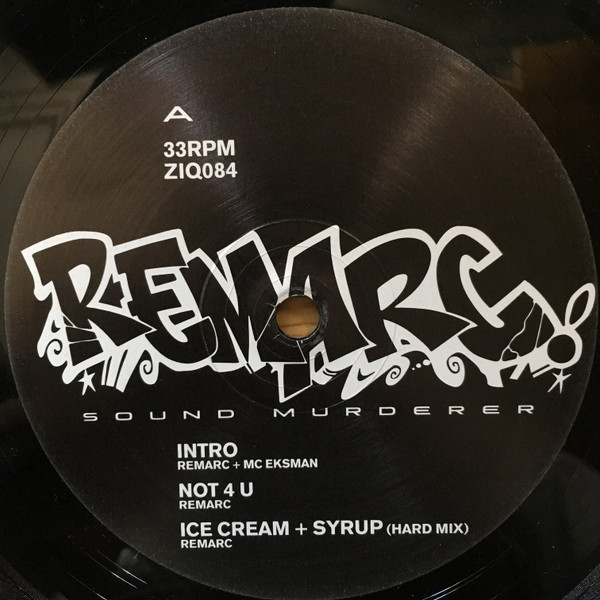 A
33RPM
ZIQ084
REMARC
SOUND MURDERER
INTRO
REMARC + MC EKSMAN
NOT 4 U
REMARC
ICE CREAM + SYRUP (HARD MIX)
REMARC